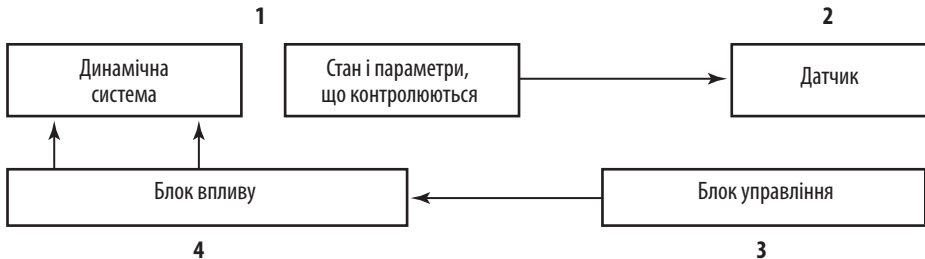 1
2
Динамічна
система
Стан і параметри,
що контролюються
Датчик
Блок впливу
Блок управління
4
3